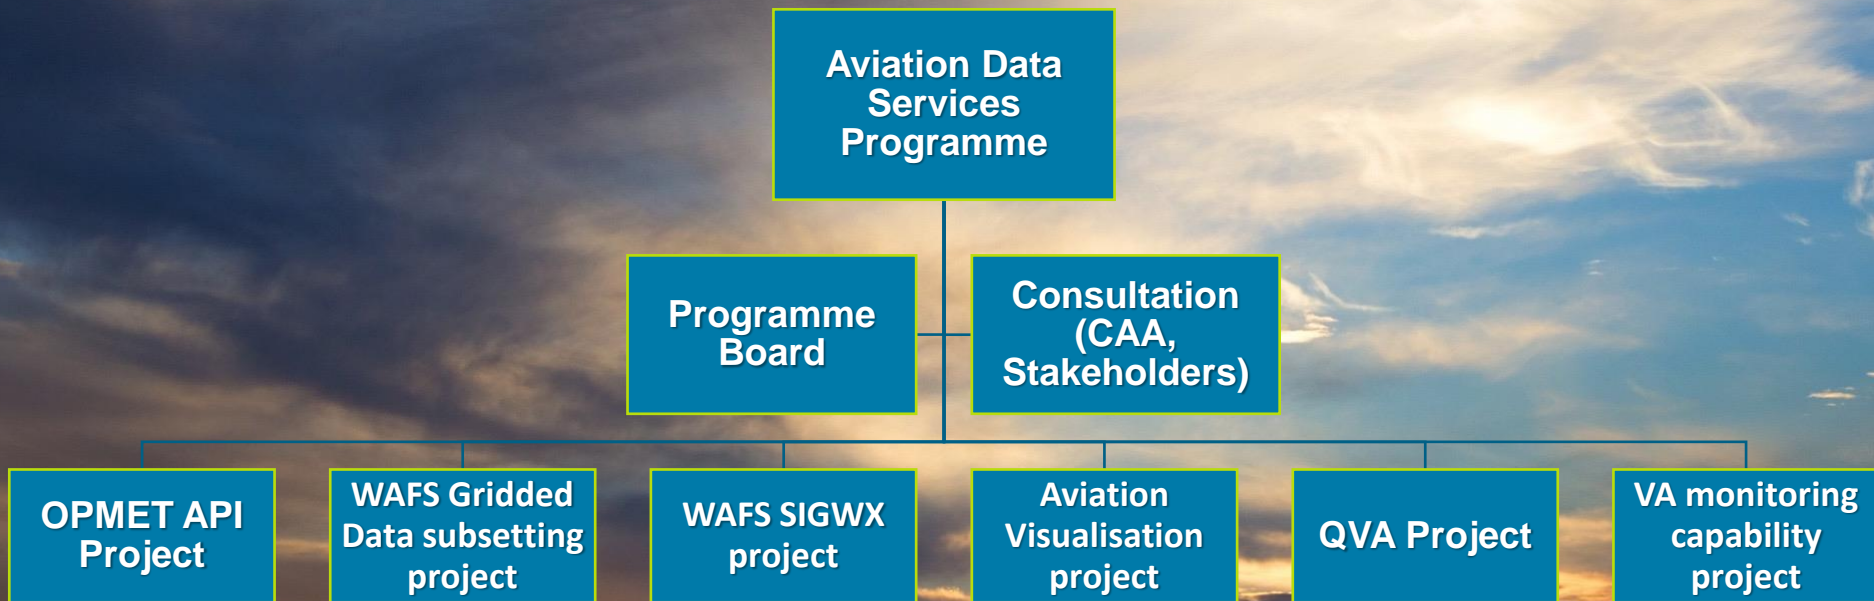 Aviation Data
Services
Programme
Programme
Board
Consultation
(CAA,
Stakeholders)
OPMET API
Project
WAFS Gridded
Data subsetting
project
WAFS SIGWX
project
Aviation
Visualisation
project
QVA Project
VA monitoring
capability
project